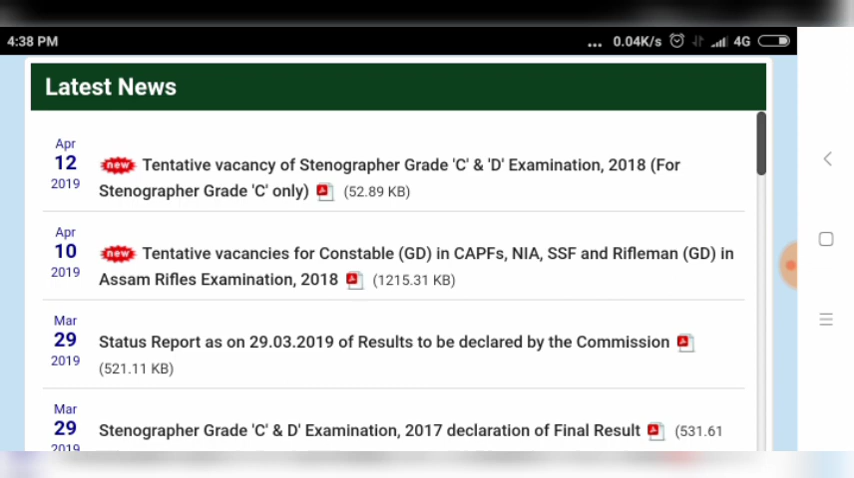 4:38 PM
... 0.04K/s 4G
Latest News
Apr
12
2019
new Tentative vacancy of Stenographer Grade 'C' & 'D' Examination, 2018 (For
Stenographer Grade 'C' only) (52.89 KB)
Apr
10
2019
new Tentative vacancies for Constable (GD) in CAPFs, NIA, SSF and Rifleman (GD) in
Assam Rifles Examination, 2018 (1215.31 KB)
Mar
29
2019
Status Report as on 29.03.2019 of Results to be declared by the Commission
(521.11 KB)
Mar
29
2019
Stenographer Grade 'C' & D' Examination, 2017 declaration of Final Result (531.61